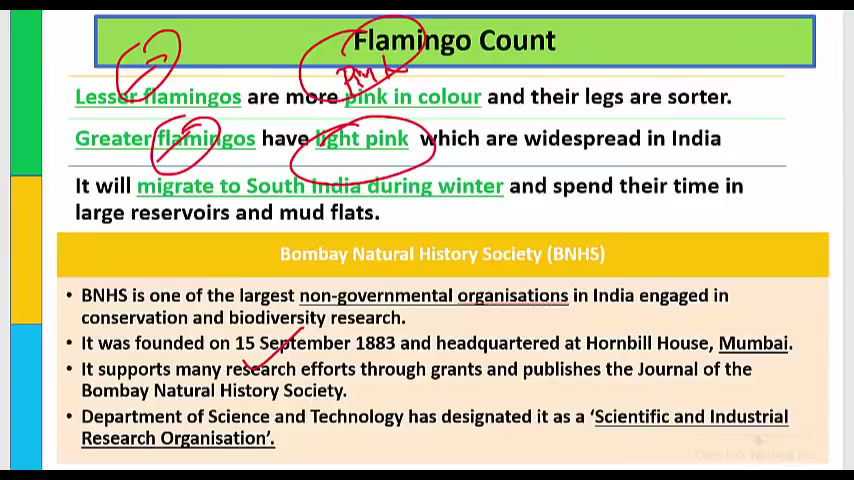 Flamingo Count
Pink
Lesser flamingos are more pink in colour and their legs are sorter.
Greater flamingos have light pink which are widespread in India
It will migrate to South India during winter and spend their time in
large reservoirs and mud flats.
Bombay Natural History Society (BNHS)
• BNHS is one of the largest non-governmental organisations in India engaged in
conservation and biodiversity research.
• It was founded on 15 September 1883 and headquartered at Hornbill House, Mumbai.
• It supports many research efforts through grants and publishes the Journal of the
Bombay Natural History Society.
• Department of Science and Technology has designated it as a ‘Scientific and Industrial
Research Organisation’.